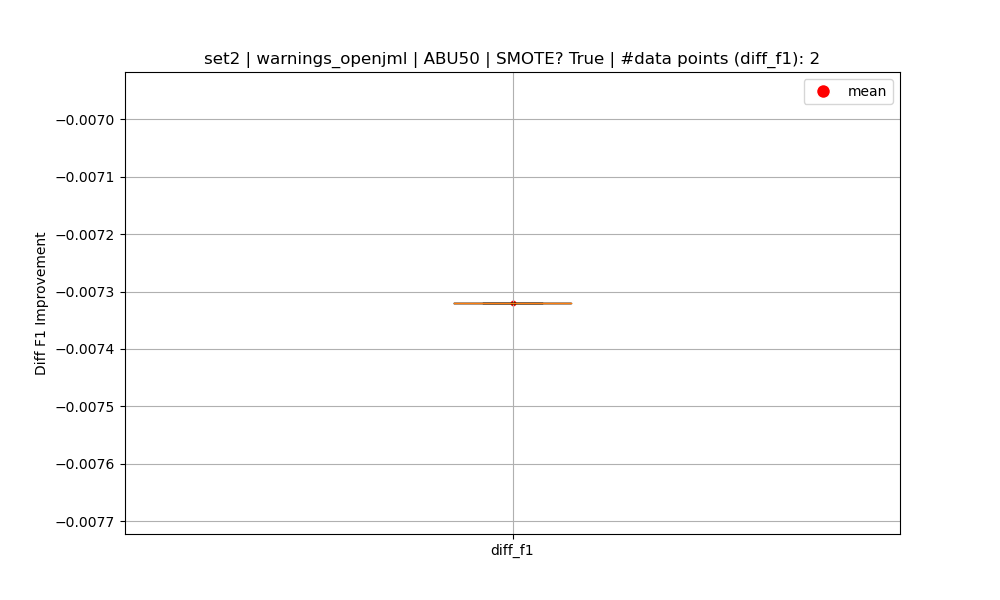 set2 | warnings_openjml | ABU50 | SMOTE? True | #data points (diff_f1): 2
mean
Diff F1 Improvement
−0.0070
−0.0071
−0.0072
−0.0073
−0.0074
−0.0075
−0.0076
−0.0077
diff_f1